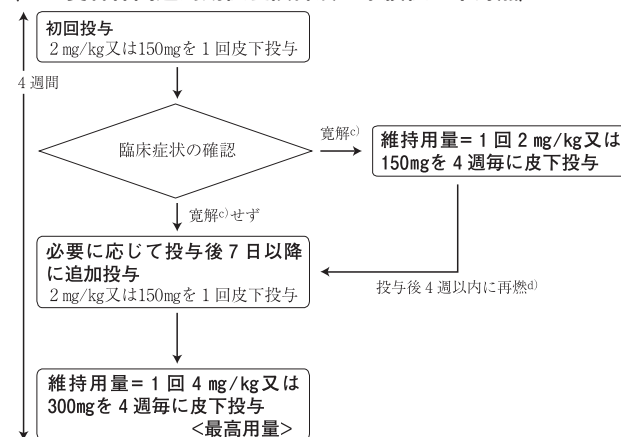 初回投与
2 mg/kg又は150mgを1回皮下投与
4週間
臨床症状の確認
寛解c)
維持用量=1回2 mg/kg又は
150mgを4週毎に皮下投与
寛解c)せず
必要に応じて投与後7日以降
に追加投与
2 mg/kg又は150mgを1回皮下投与
投与後4週以内に再燃d)
維持用量=1回4 mg/kg又は
300mgを4週毎に皮下投与
<最高用量>